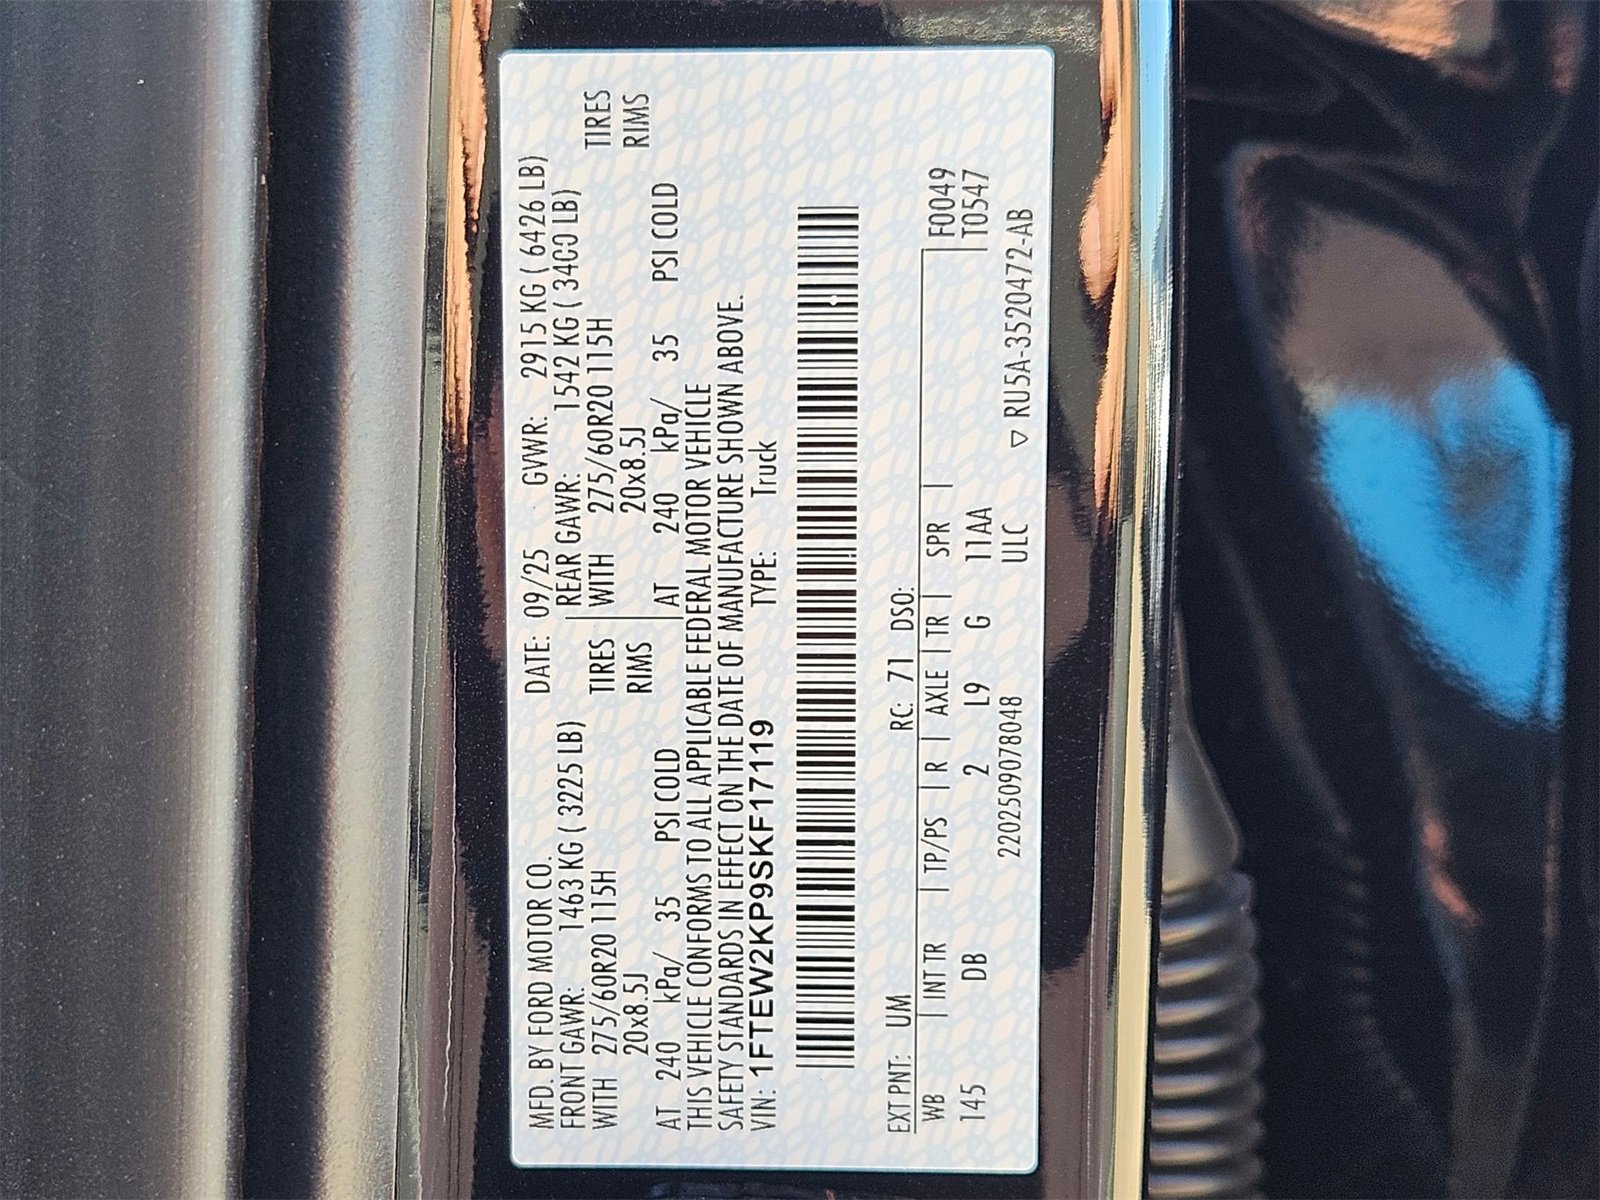 MFD. BY FORD MOTOR CO. DATE: 09/25 GVWR: 2915 KG ( 6426 LB)
FRONT GAWR: 1463 KG ( 3225 LB) REAR GAWR: 1542 KG ( 3400 LB)
WITH 275/60R20 115H TIRES WITH 275/60R20 115H TIRES
20x8.5J RIMS 20x8.5J RIMS
AT 240 kPa/ 35 PSI COLD AT 240 kPa/ 35 PSI COLD
THIS VEHICLE CONFORMS TO ALL APPLICABLE FEDERAL MOTOR VEHICLE
SAFETY STANDARDS IN EFFECT ON THE DATE OF MANUFACTURE SHOWN ABOVE.
VIN: 1FTEW2KP9SKF17119 TYPE: Truck
EXT PNT: UM RC: 71 DSO:
WB | INT TR | TP/PS | R | AXLE | TR | SPR | F0049
145 DB 2 L9 G 11AA T0547
2202509078048 ULC ▽ RU5A-3520472-AB